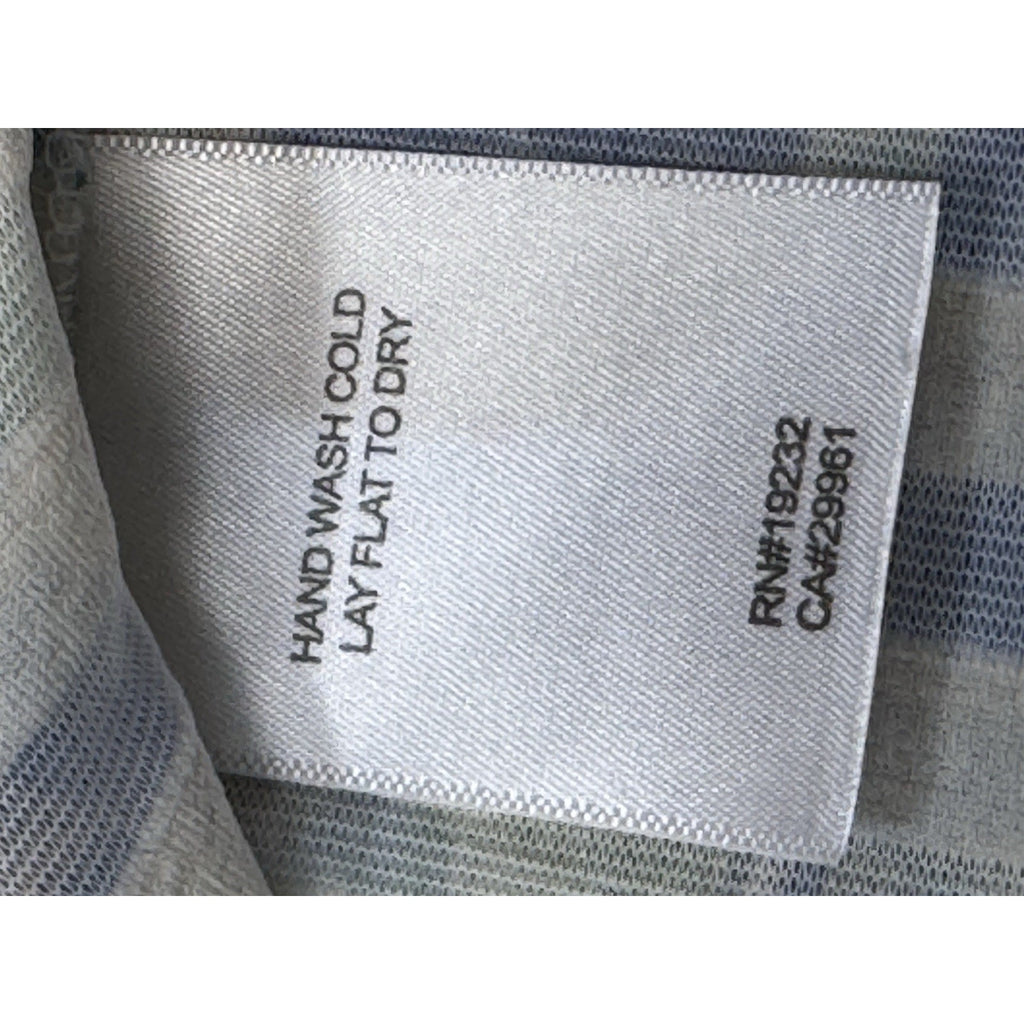 HAND WASH COLD
LAY FLAT TO DRY
RN#19232
CA#29961